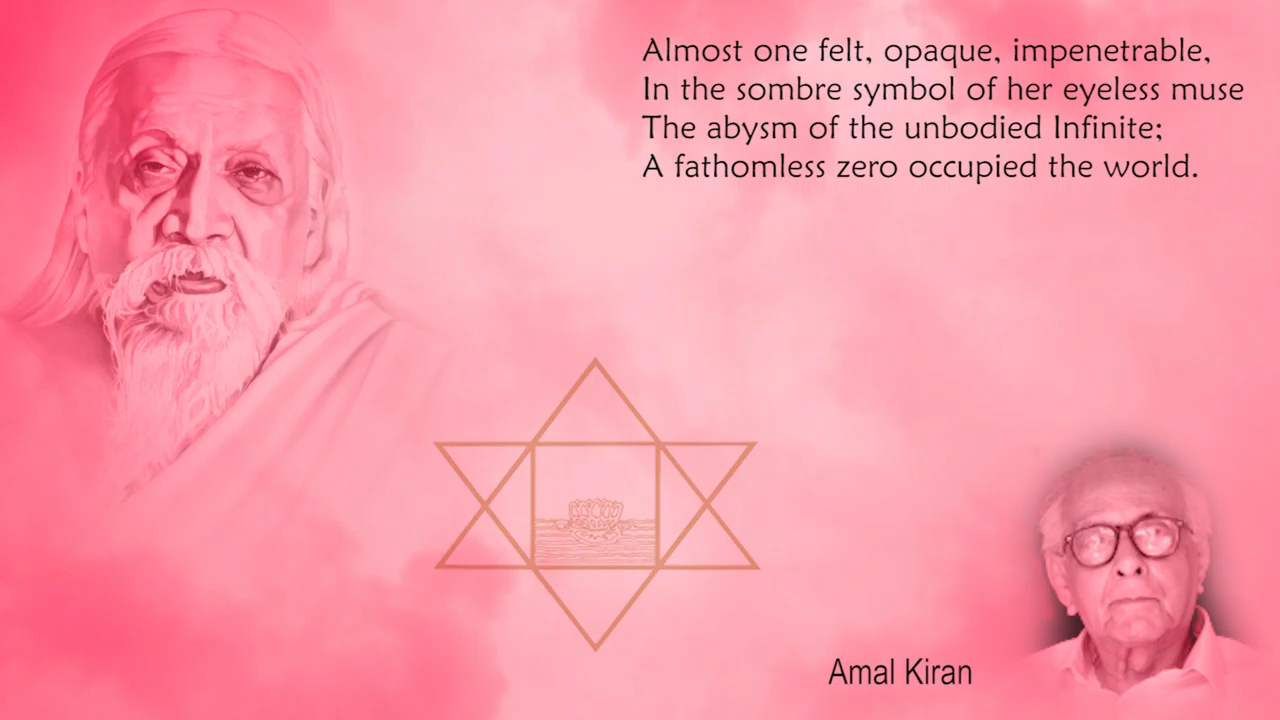 Almost one felt, opaque, impenetrable,
In the sombre symbol of her eyeless muse
The abysm of the unbodied Infinite;
A fathomless zero occupied the world.
Amal Kiran